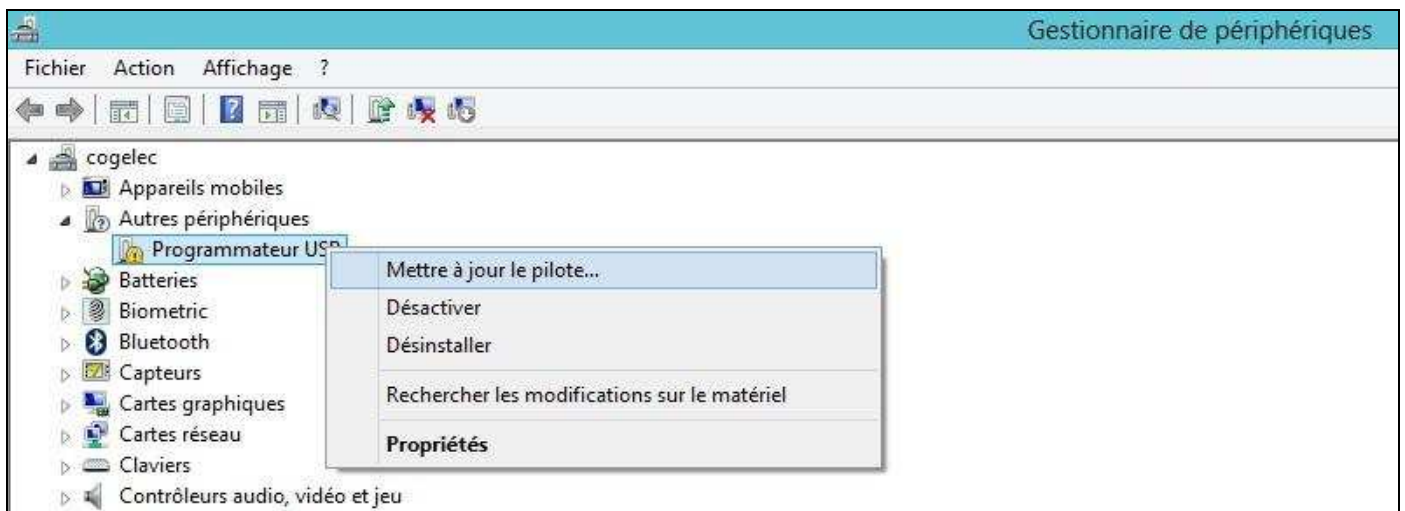 Gestionnaire de périphériques
Fichier Action Affichage ?
cogelec
Appareils mobiles
Autres périphériques
Programmateur USB
Mettre à jour le pilote...
Désactiver
Désinstaller
Rechercher les modifications sur le matériel
Propriétés
Batteries
Biometric
Bluetooth
Capteurs
Cartes graphiques
Cartes réseau
Claviers
Contrôleurs audio, vidéo et jeu